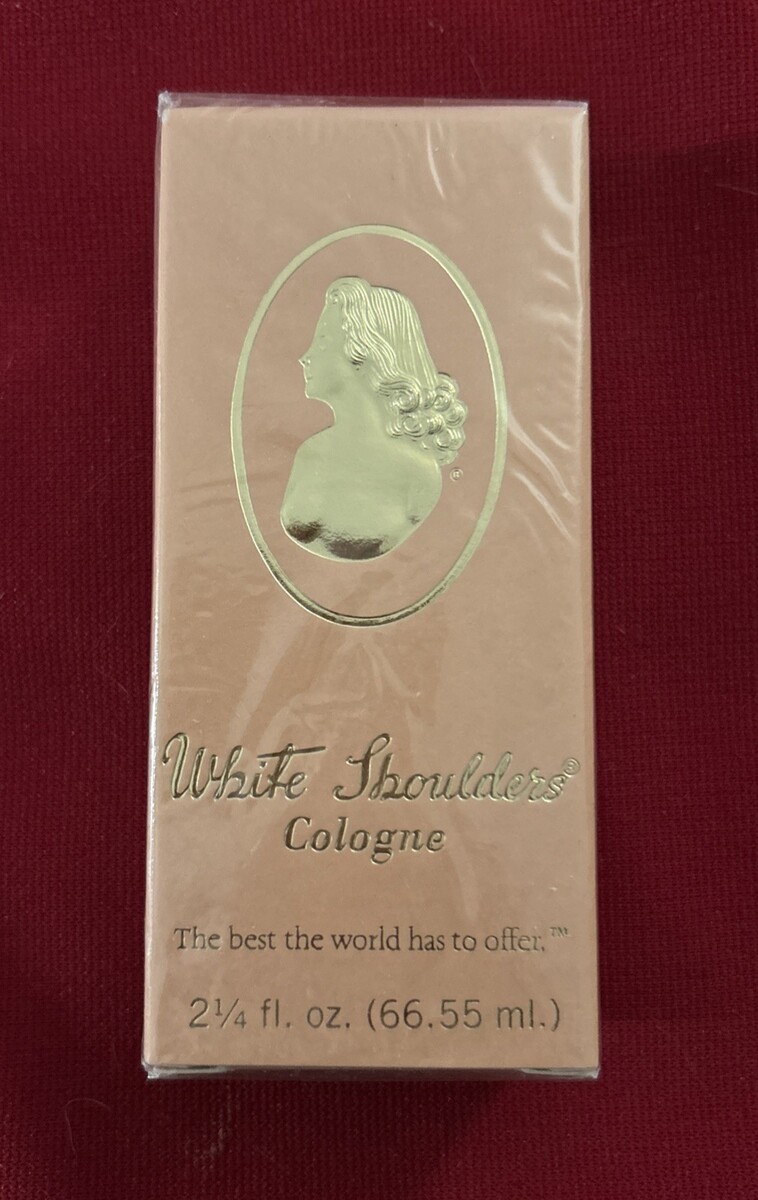 ®
White Shoulders®
Cologne
The best the world has to offer.™
2¼ fl. oz. (66.55 ml.)